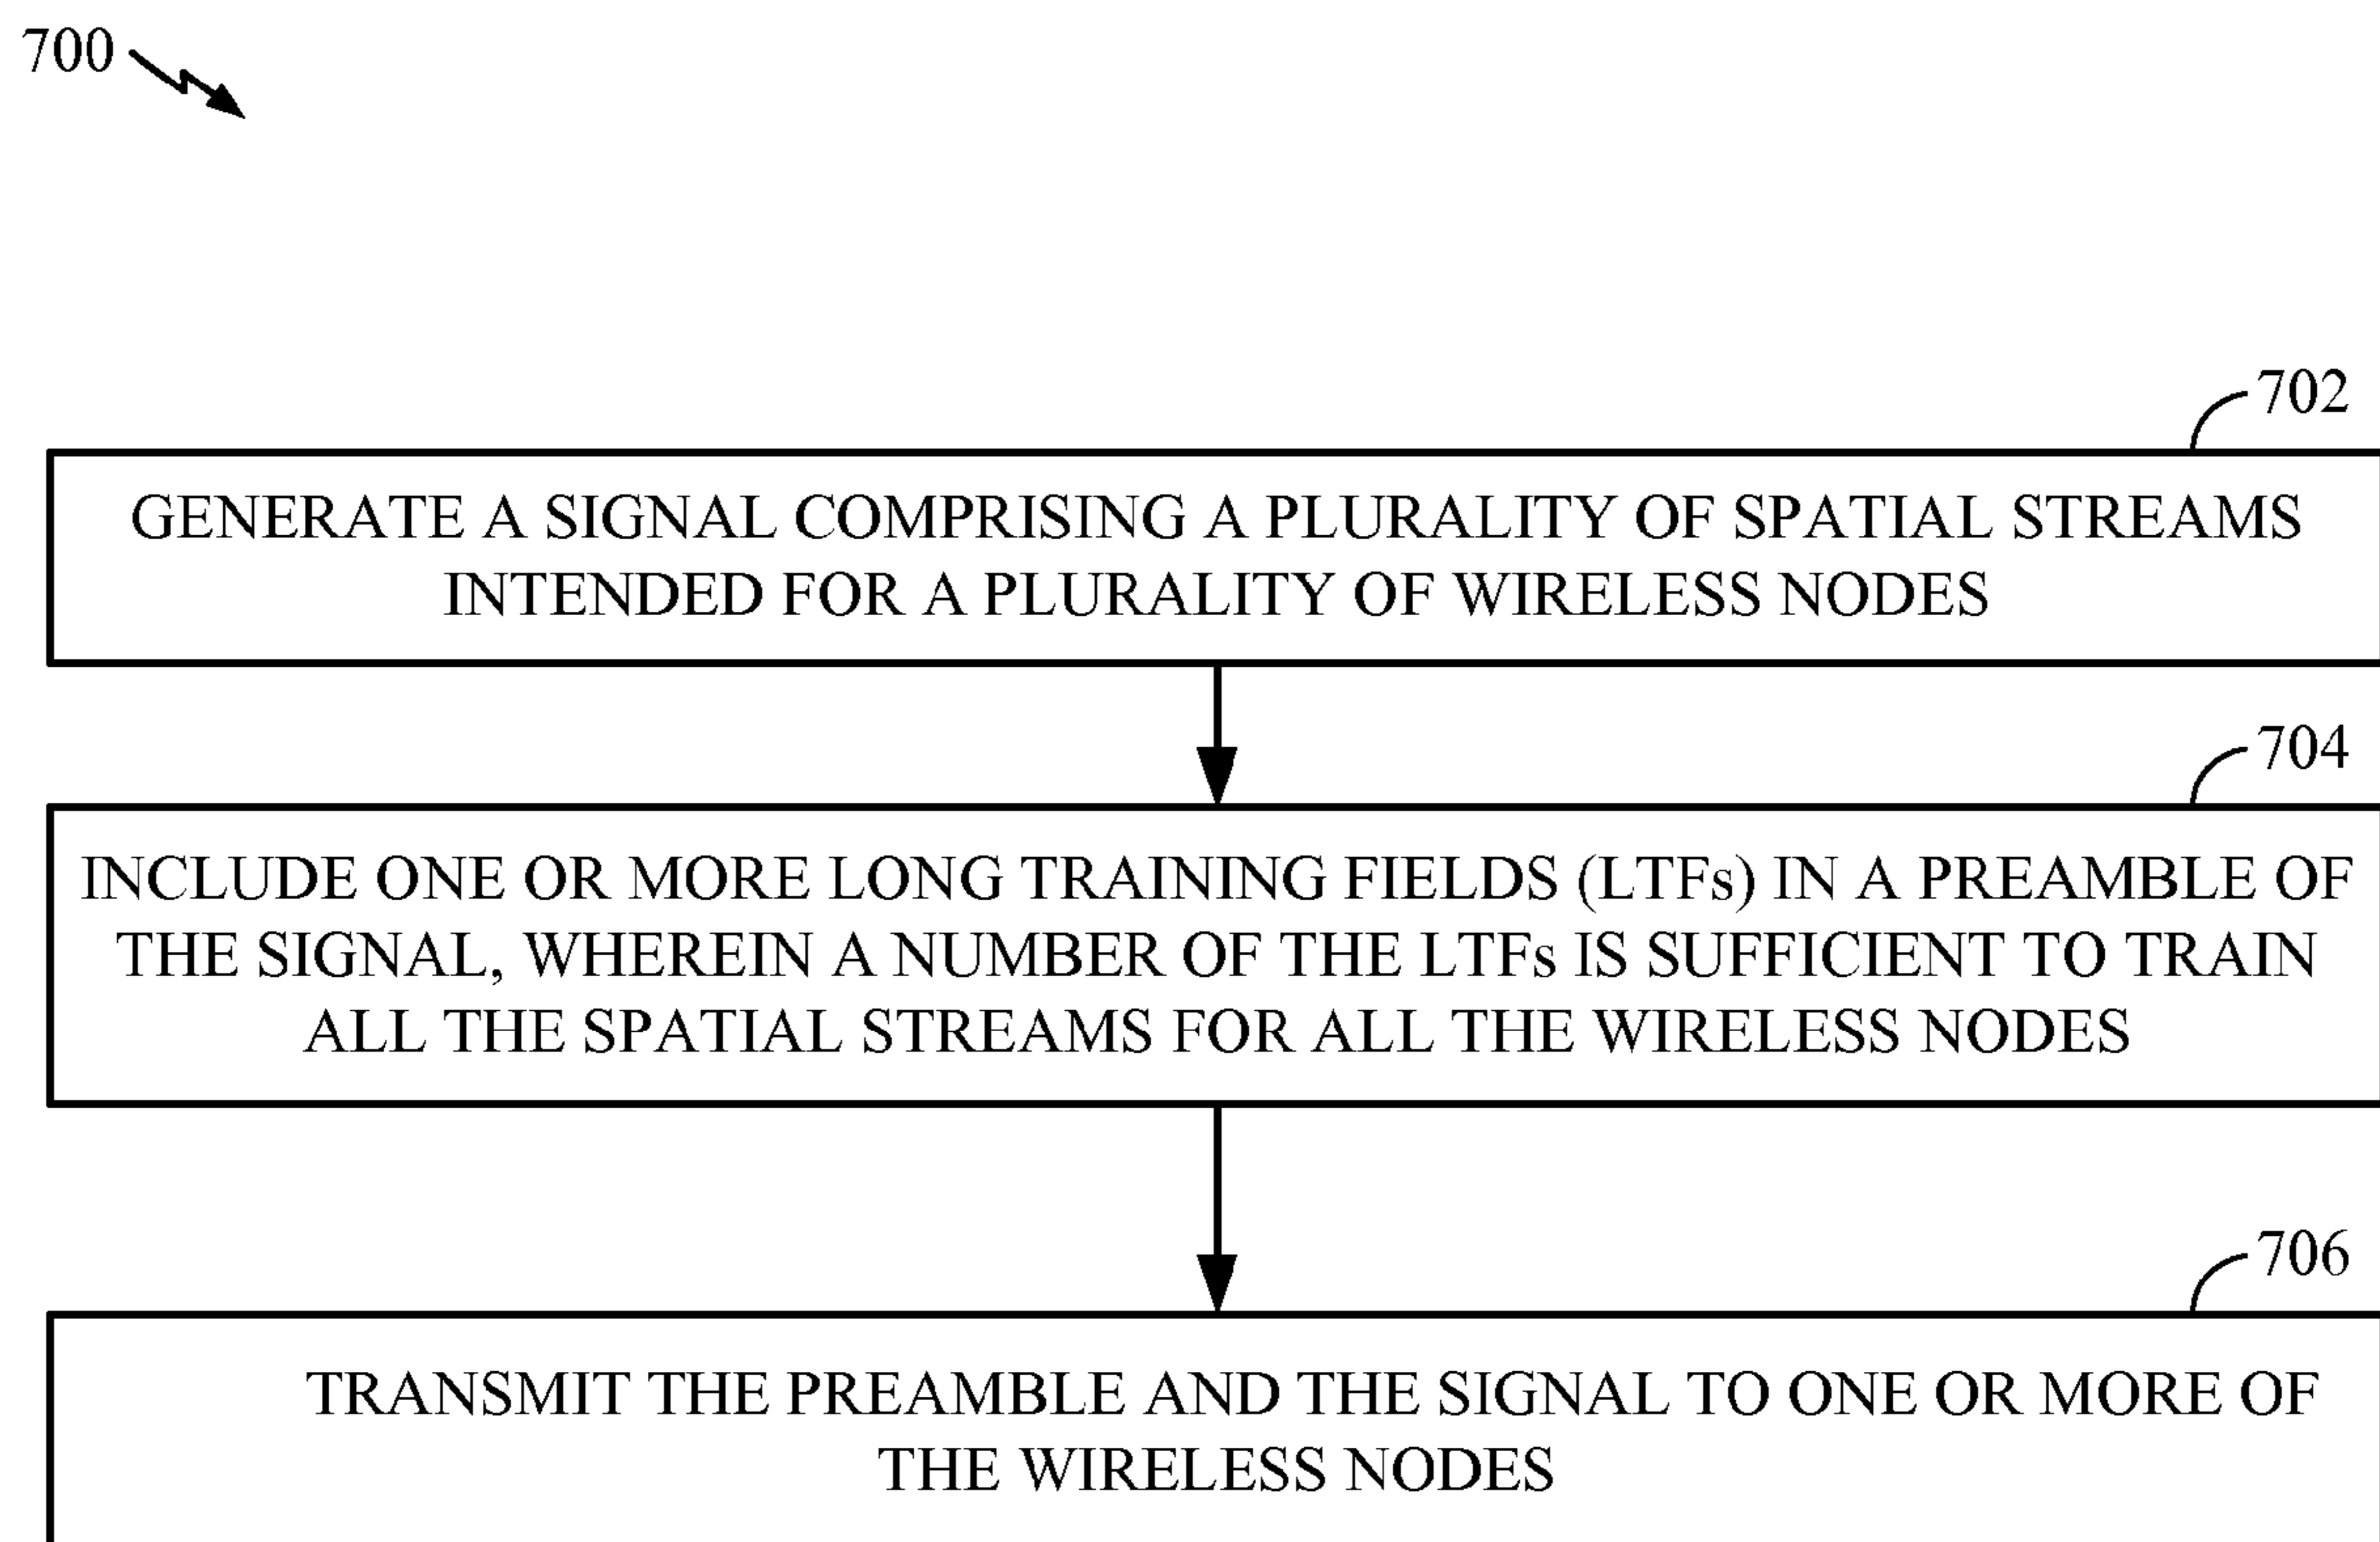 700
702
GENERATE A SIGNAL COMPRISING A PLURALITY OF SPATIAL STREAMS
INTENDED FOR A PLURALITY OF WIRELESS NODES
704
INCLUDE ONE OR MORE LONG TRAINING FIELDS (LTFs) IN A PREAMBLE OF
THE SIGNAL, WHEREIN A NUMBER OF THE LTFs IS SUFFICIENT TO TRAIN
ALL THE SPATIAL STREAMS FOR ALL THE WIRELESS NODES
706
TRANSMIT THE PREAMBLE AND THE SIGNAL TO ONE OR MORE OF
THE WIRELESS NODES